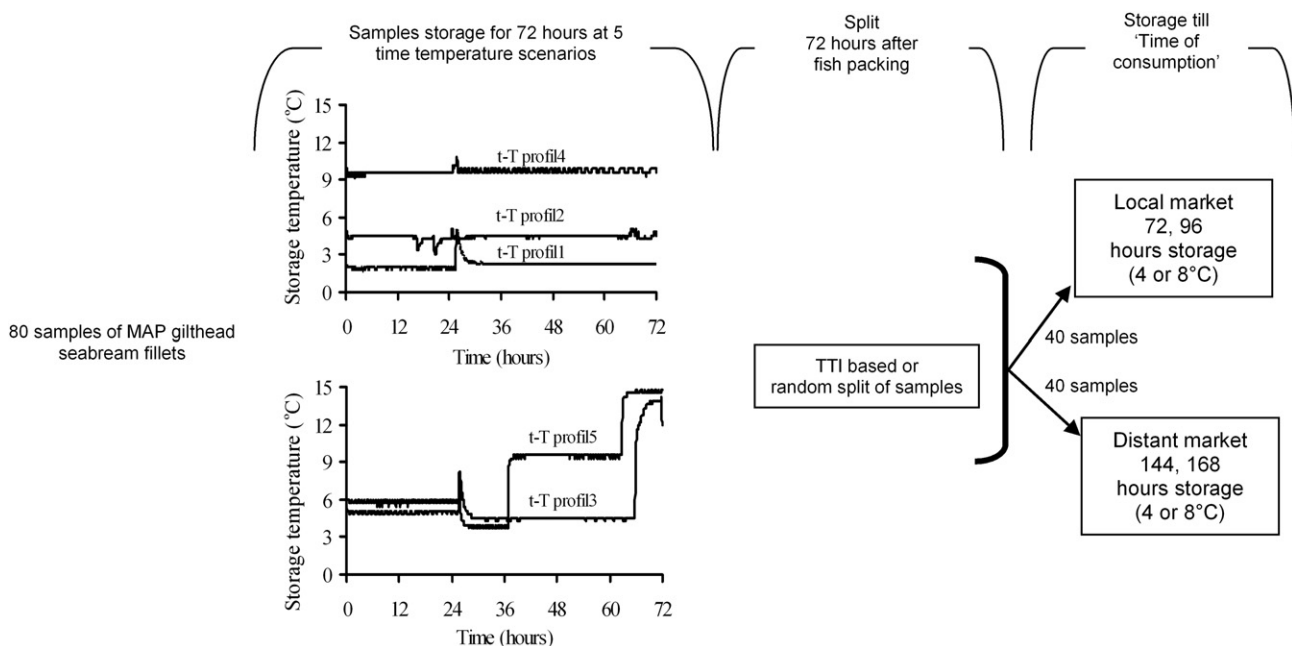 Samples storage for 72 hours at 5
time temperature scenarios
Split
72 hours after
fish packing
Storage till
‘Time of
consumption’
80 samples of MAP gilthead
seabream fillets
Storage temperature (°C)
15
12
9
6
3
0
t-T profil4
t-T profil2
t-T profil1
0 12 24 36 48 60 72
Time (hours)
Storage temperature (°C)
15
12
9
6
3
0
t-T profil5
t-T profil3
0 12 24 36 48 60 72
Time (hours)
TTI based or
random split of samples
40 samples
40 samples
Local market
72, 96
hours storage
(4 or 8°C)
Distant market
144, 168
hours storage
(4 or 8°C)